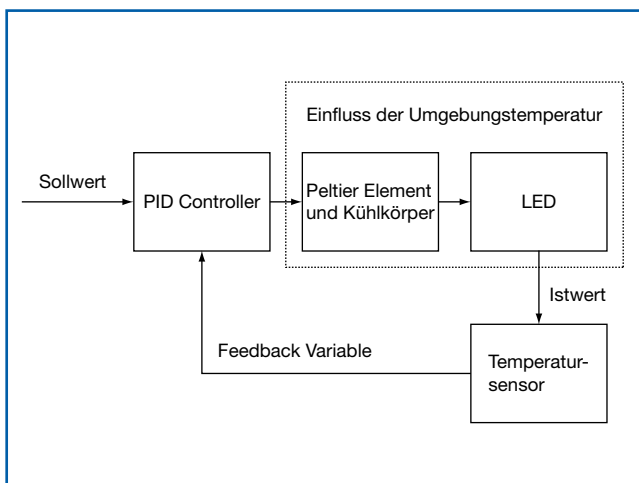 Einfluss der Umgebungstemperatur
Sollwert
PID Controller
Peltier Element
und Kühlkörper
LED
Istwert
Feedback Variable
Temperatur-
sensor